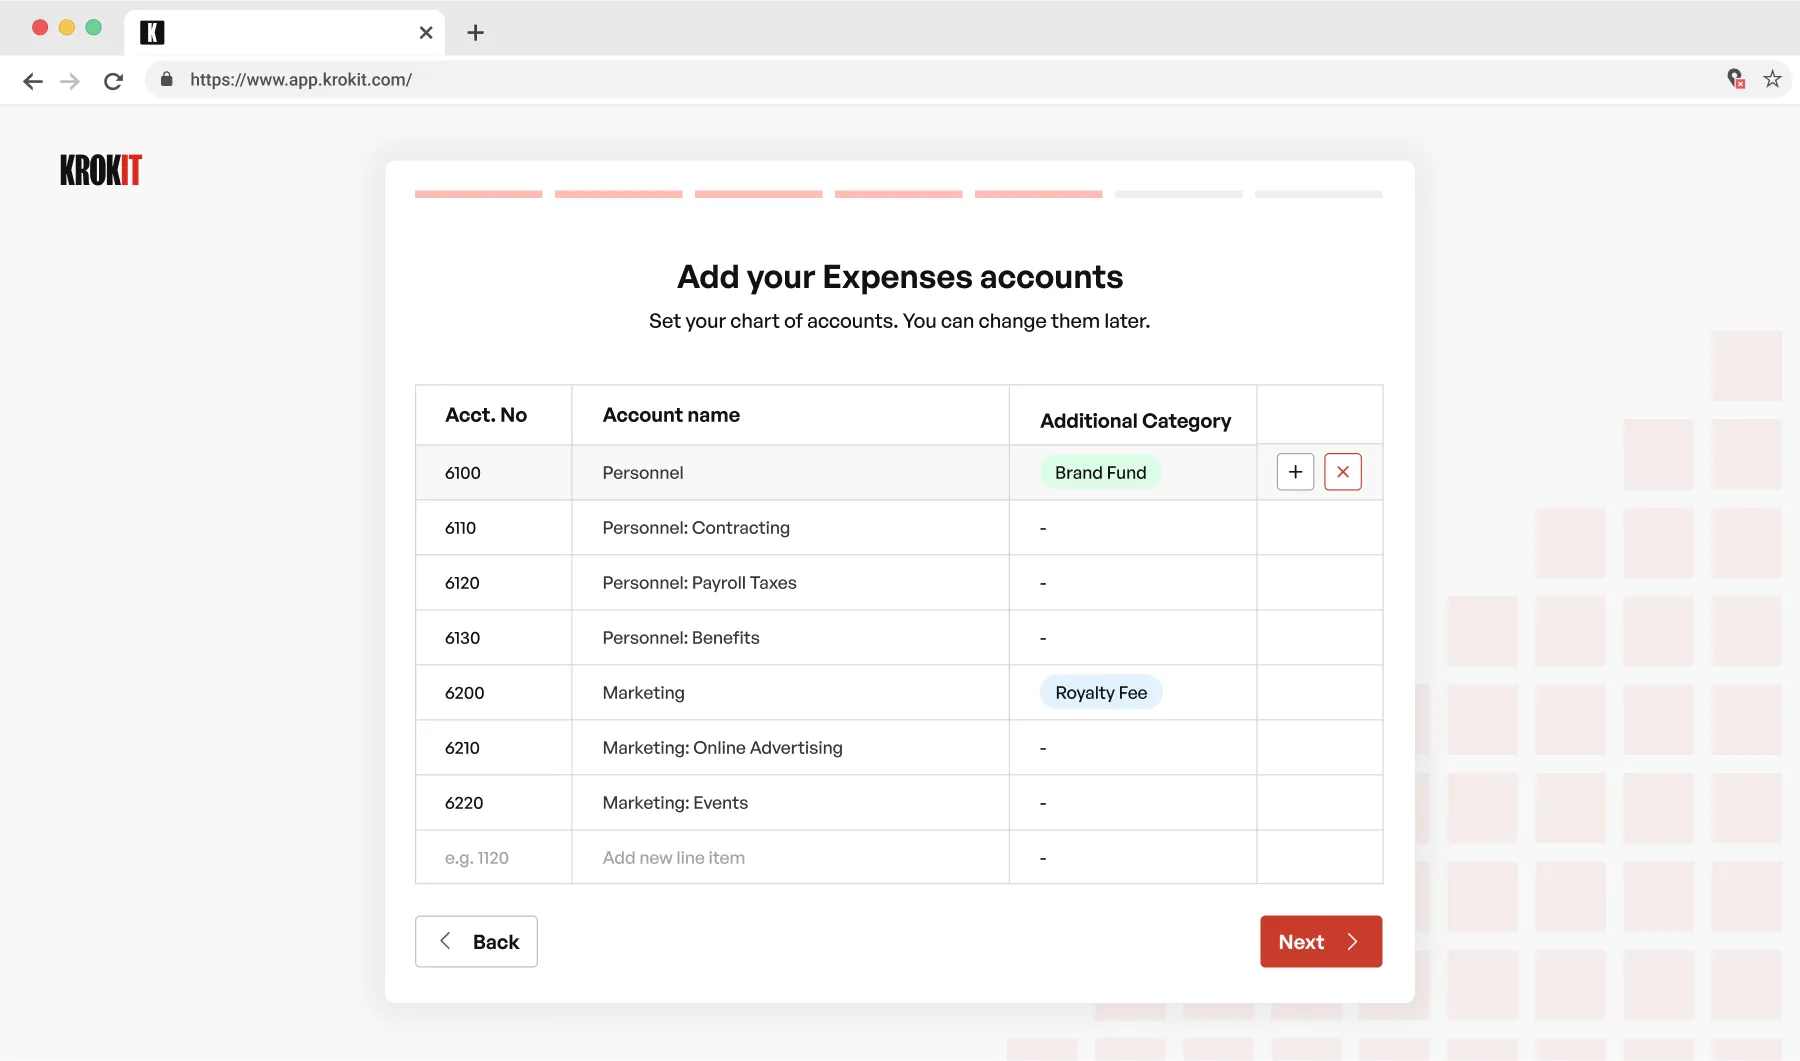 K
https://www.app.krokit.com/
KROKIT
Add your Expenses accounts
Set your chart of accounts. You can change them later.
Acct. No Account name Additional Category
6100 Personnel Brand Fund
6110 Personnel: Contracting -
6120 Personnel: Payroll Taxes -
6130 Personnel: Benefits -
6200 Marketing Royalty Fee
6210 Marketing: Online Advertising -
6220 Marketing: Events -
e.g. 1120 Add new line item -
Back Next